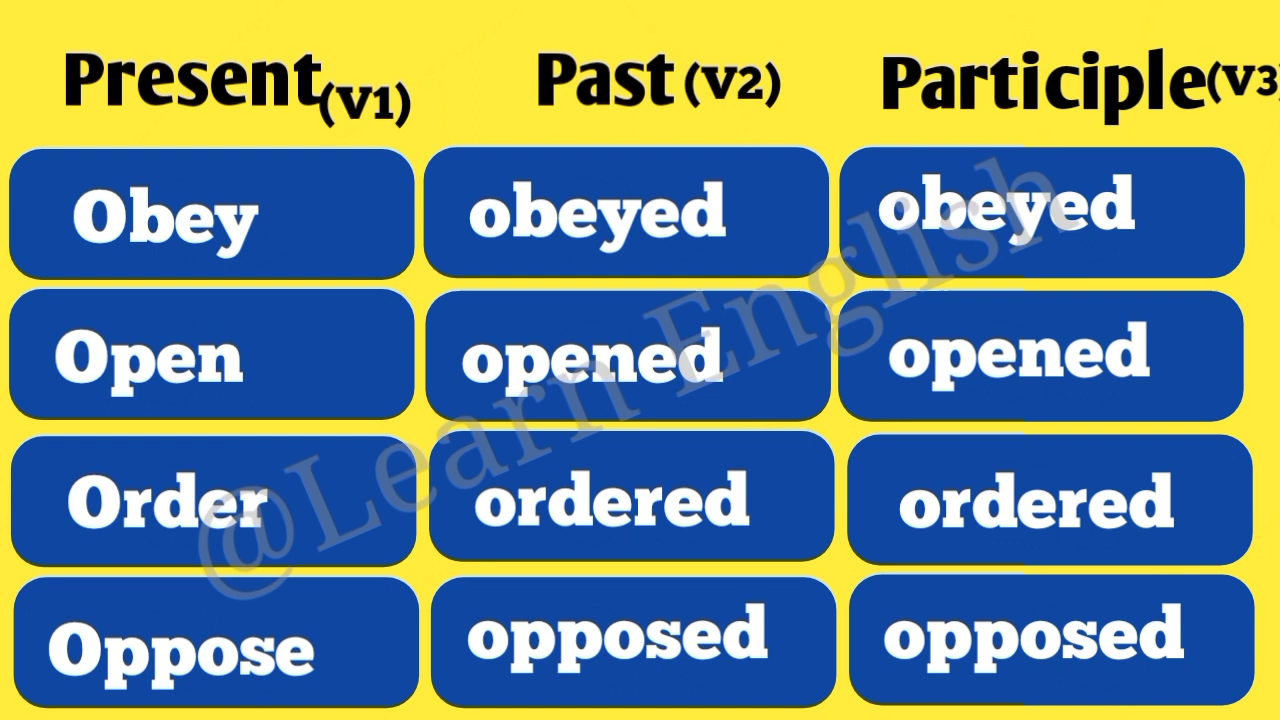 Present(V1) Past (V2) Participle(V3)
Obey obeyed obeyed
Open opened opened
Order ordered ordered
Oppose opposed opposed
@Learn English